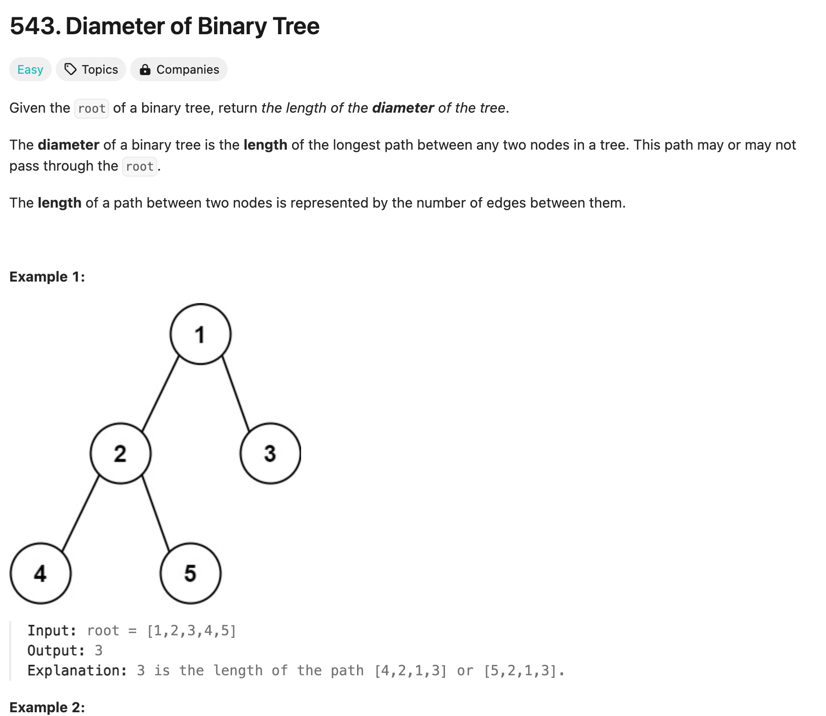 543. Diameter of Binary Tree
Easy Topics Companies
Given the root of a binary tree, return the length of the diameter of the tree.
The diameter of a binary tree is the length of the longest path between any two nodes in a tree. This path may or may not
pass through the root.
The length of a path between two nodes is represented by the number of edges between them.
Example 1:
1
2 3
4 5
Input: root = [1,2,3,4,5]
Output: 3
Explanation: 3 is the length of the path [4,2,1,3] or [5,2,1,3].
Example 2: